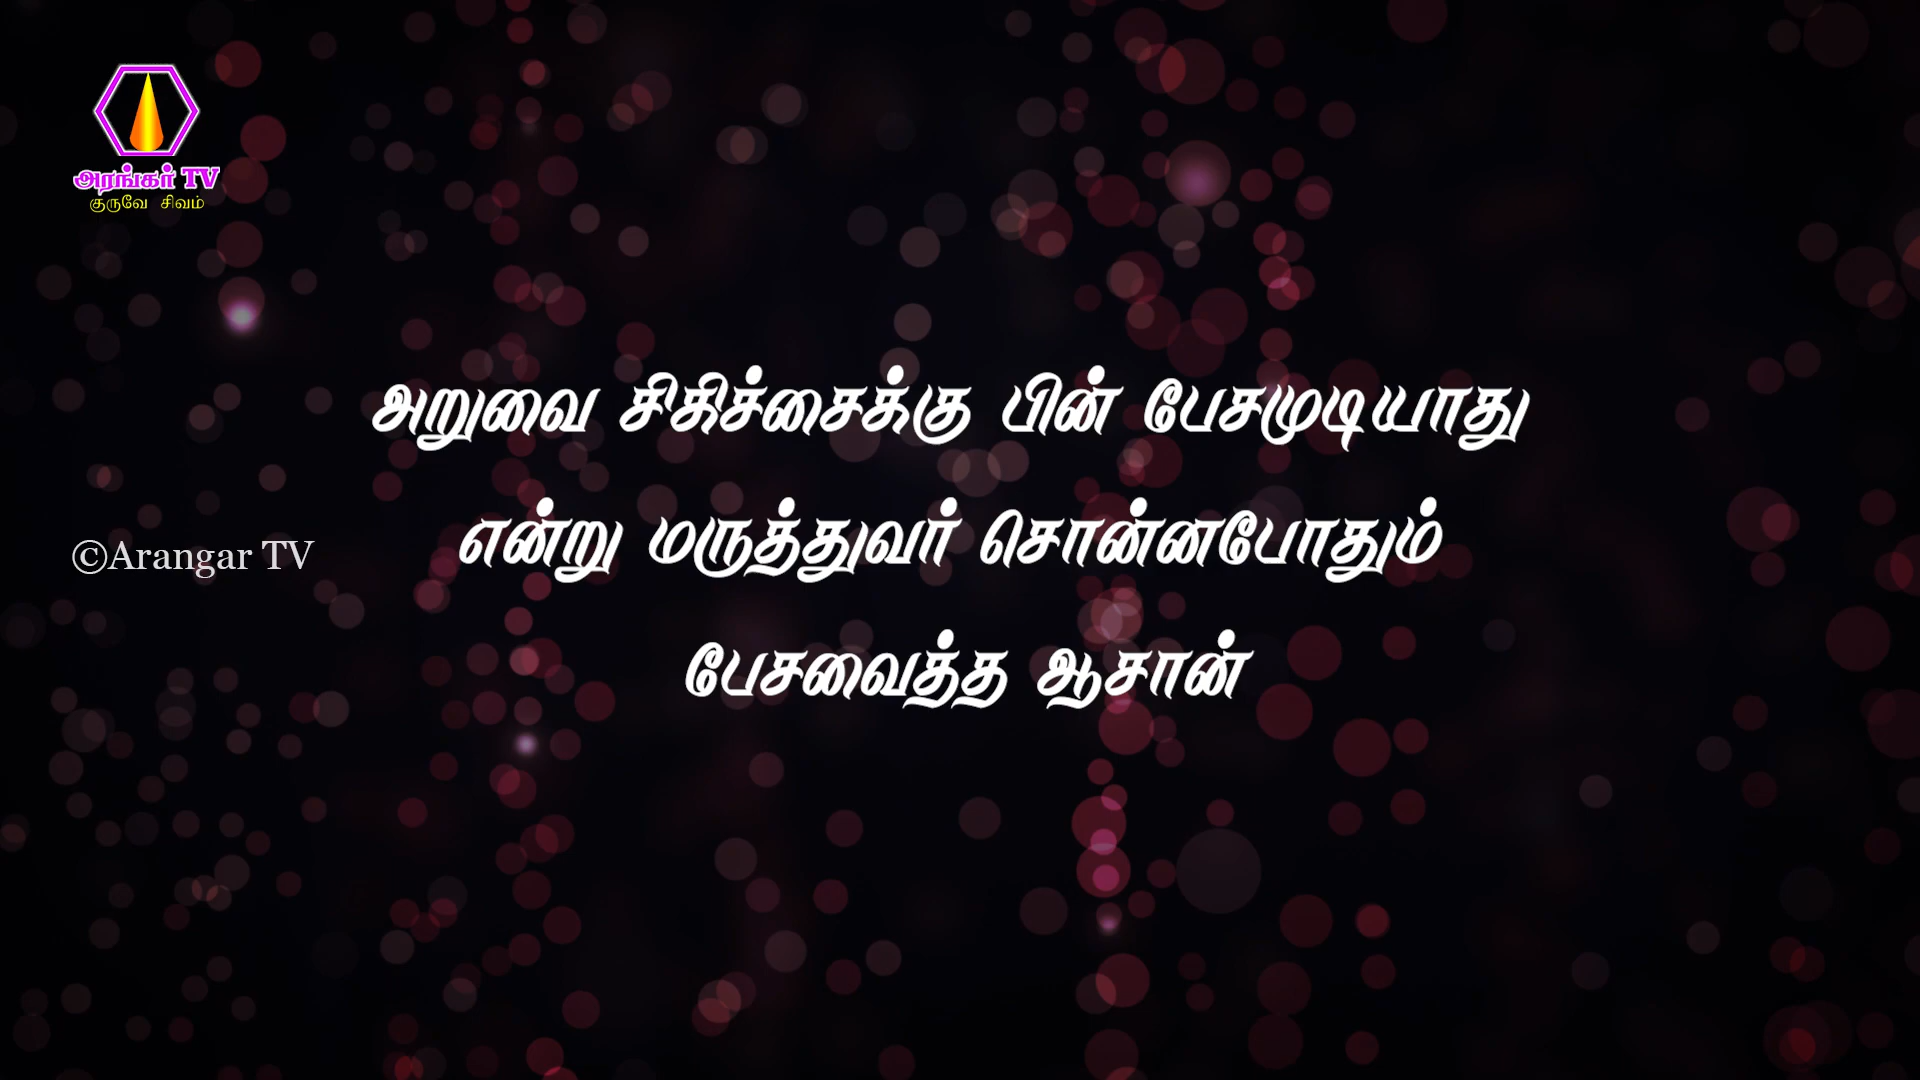 அரங்கர் TV
குருவே சிவம்
அறுவை சிகிச்சைக்கு பின் பேசமுடியாது
என்று மருத்துவர் சொன்னபோதும்
©Arangar TV
பேசவைத்த ஆசான்